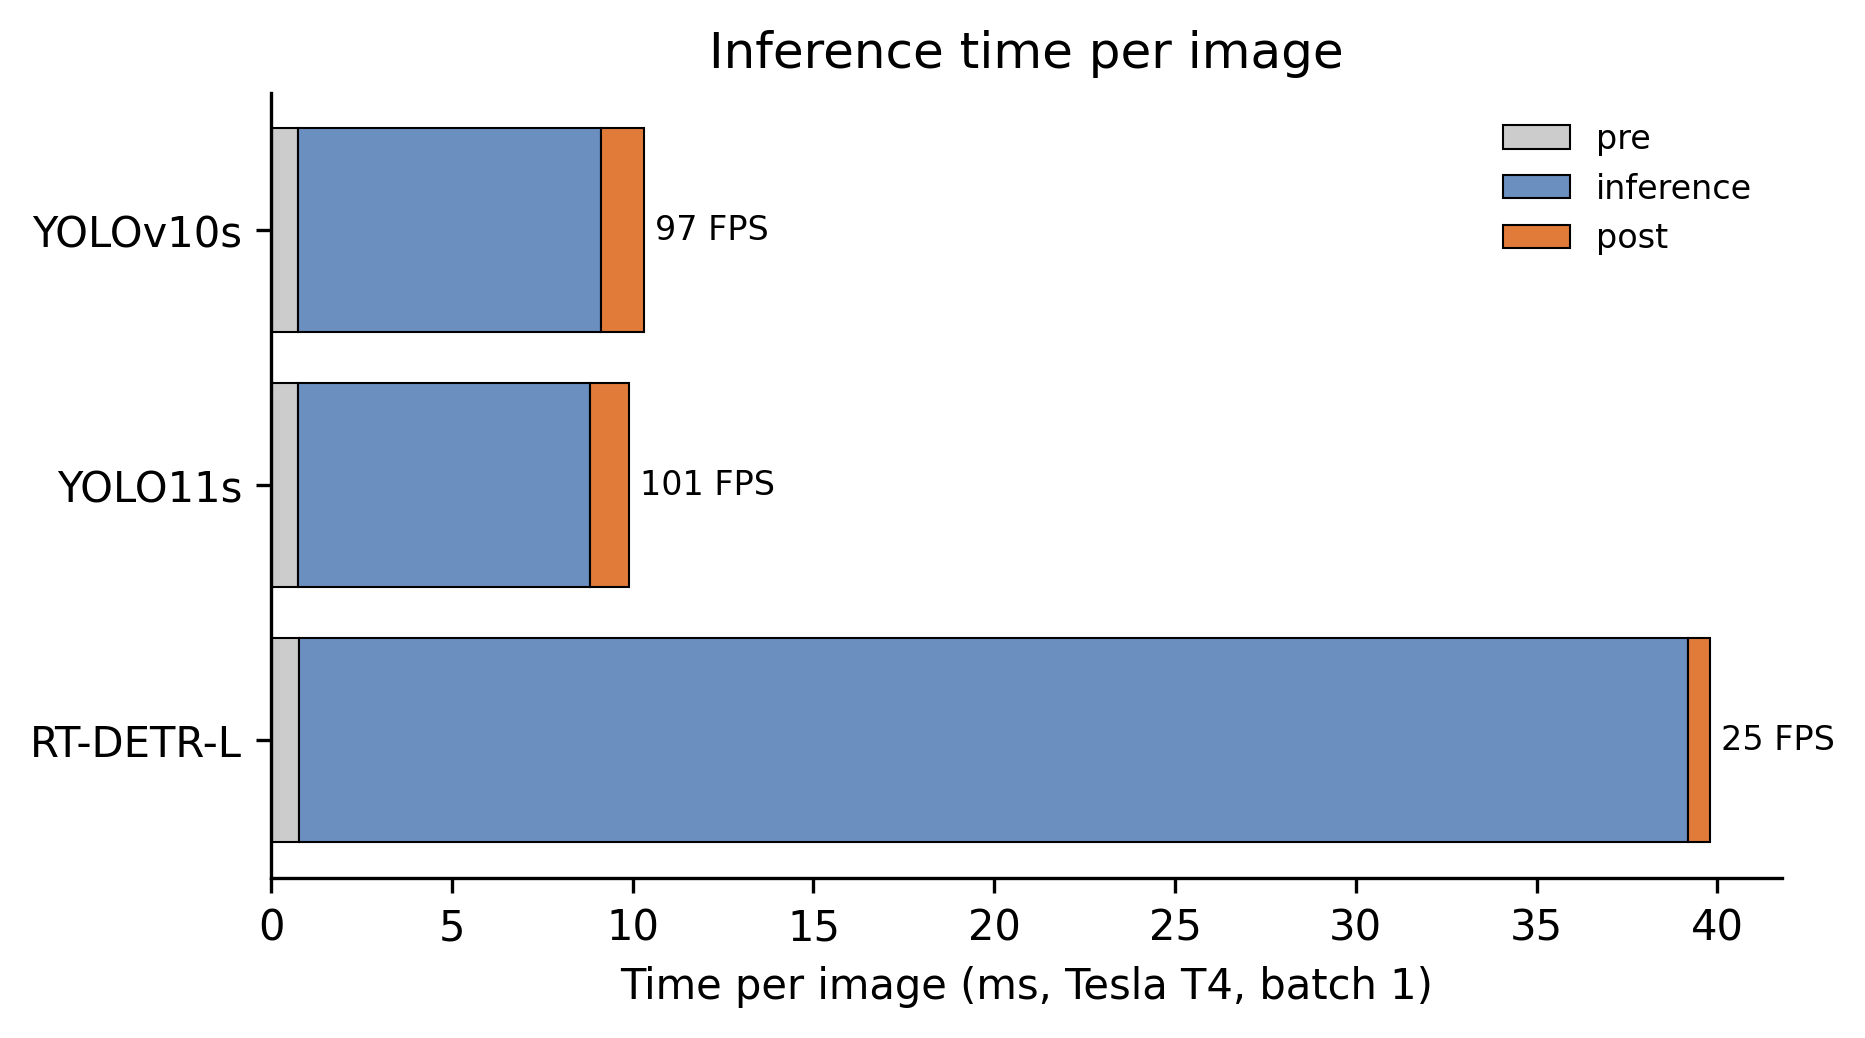 Inference time per image
pre
inference
post
YOLOv10s
97 FPS
YOLO11s
101 FPS
RT-DETR-L
25 FPS
0 5 10 15 20 25 30 35 40
Time per image (ms, Tesla T4, batch 1)